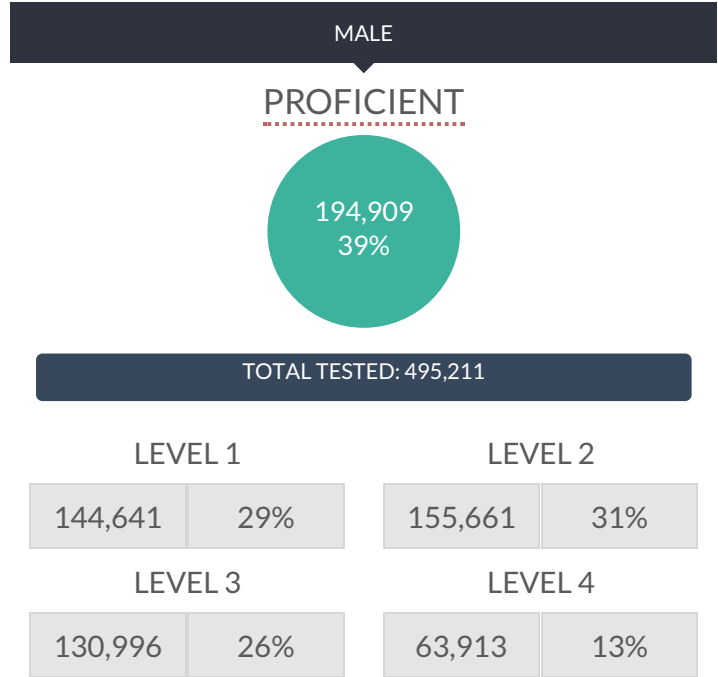 MALE
PROFICIENT
194,909
39%
TOTAL TESTED: 495,211
LEVEL 1
144,641 29%
LEVEL 2
155,661 31%
LEVEL 3
130,996 26%
LEVEL 4
63,913 13%